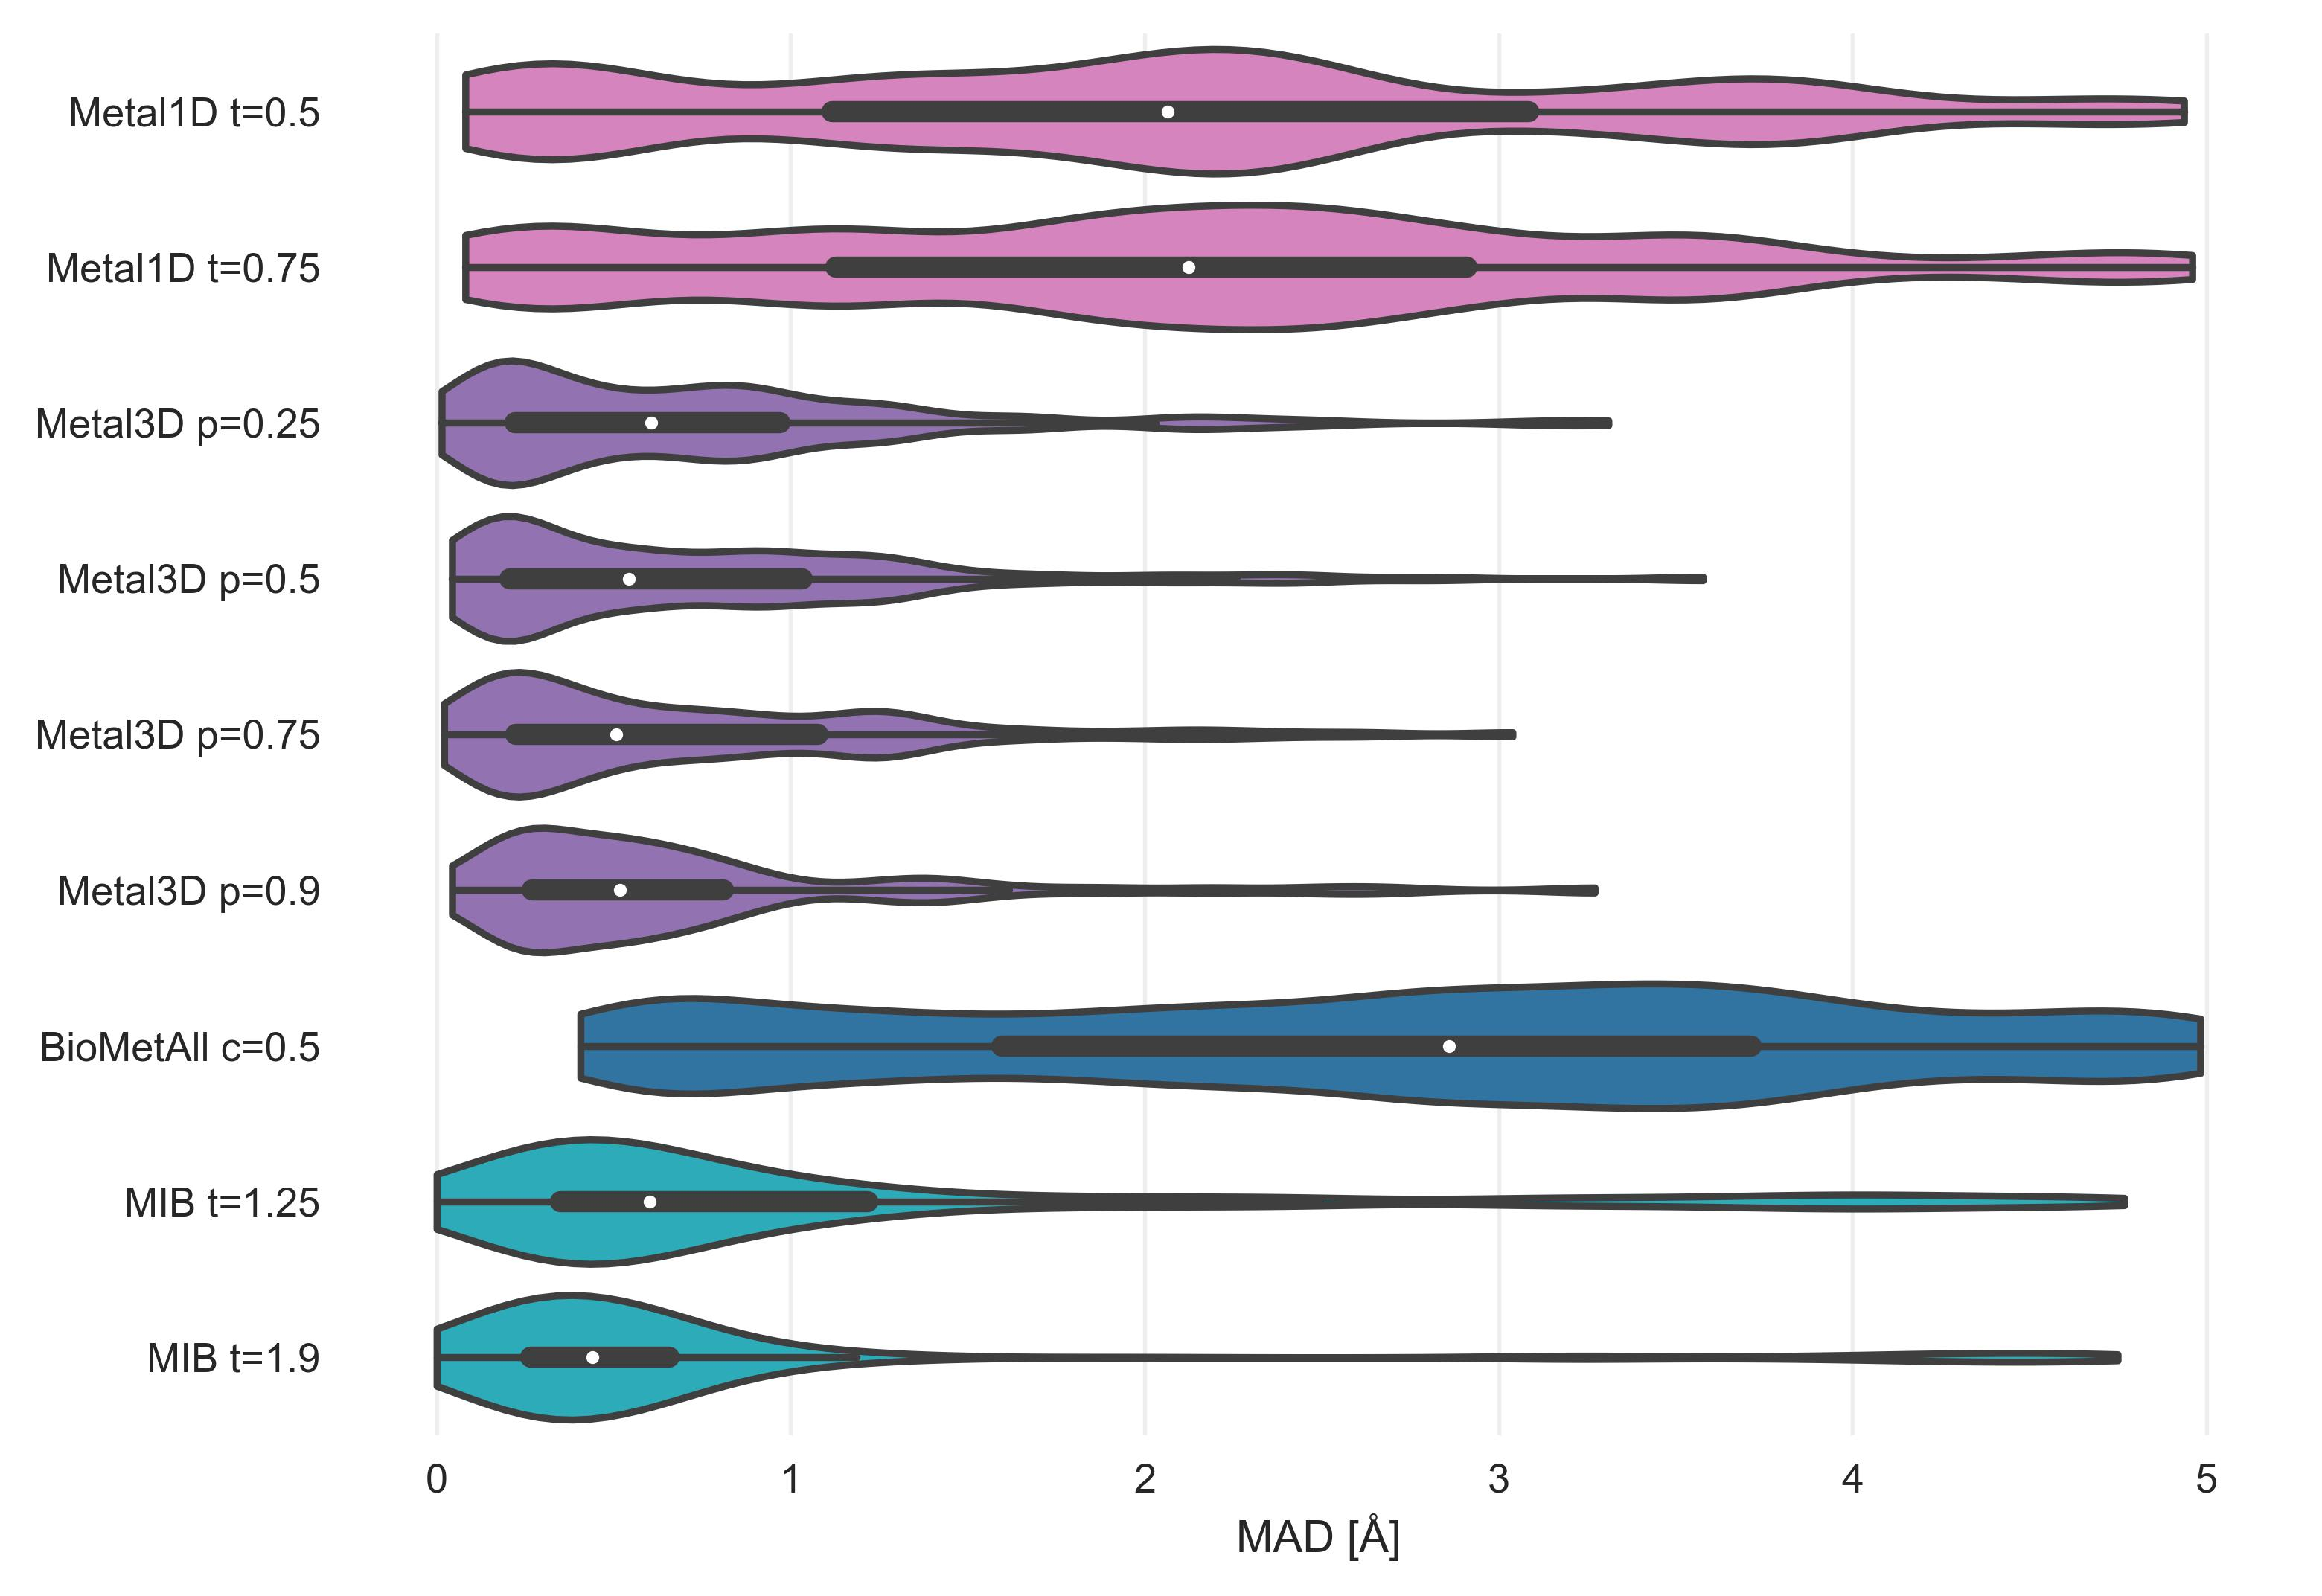 Metal1D t=0.5
Metal1D t=0.75
Metal3D p=0.25
Metal3D p=0.5
Metal3D p=0.75
Metal3D p=0.9
BioMetAll c=0.5
MIB t=1.25
MIB t=1.9
0 1 2 3 4 5
MAD [Å]